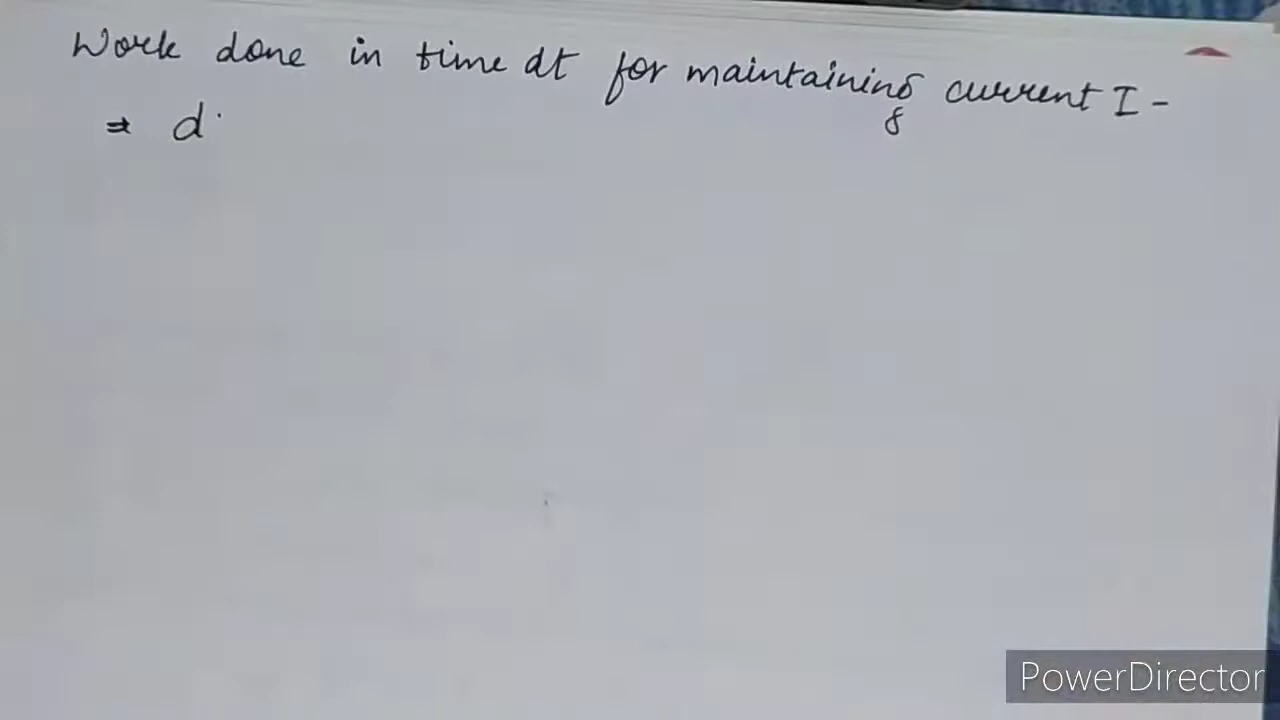 Work done in time dt for maintaining current I -
⇒ d
PowerDirector